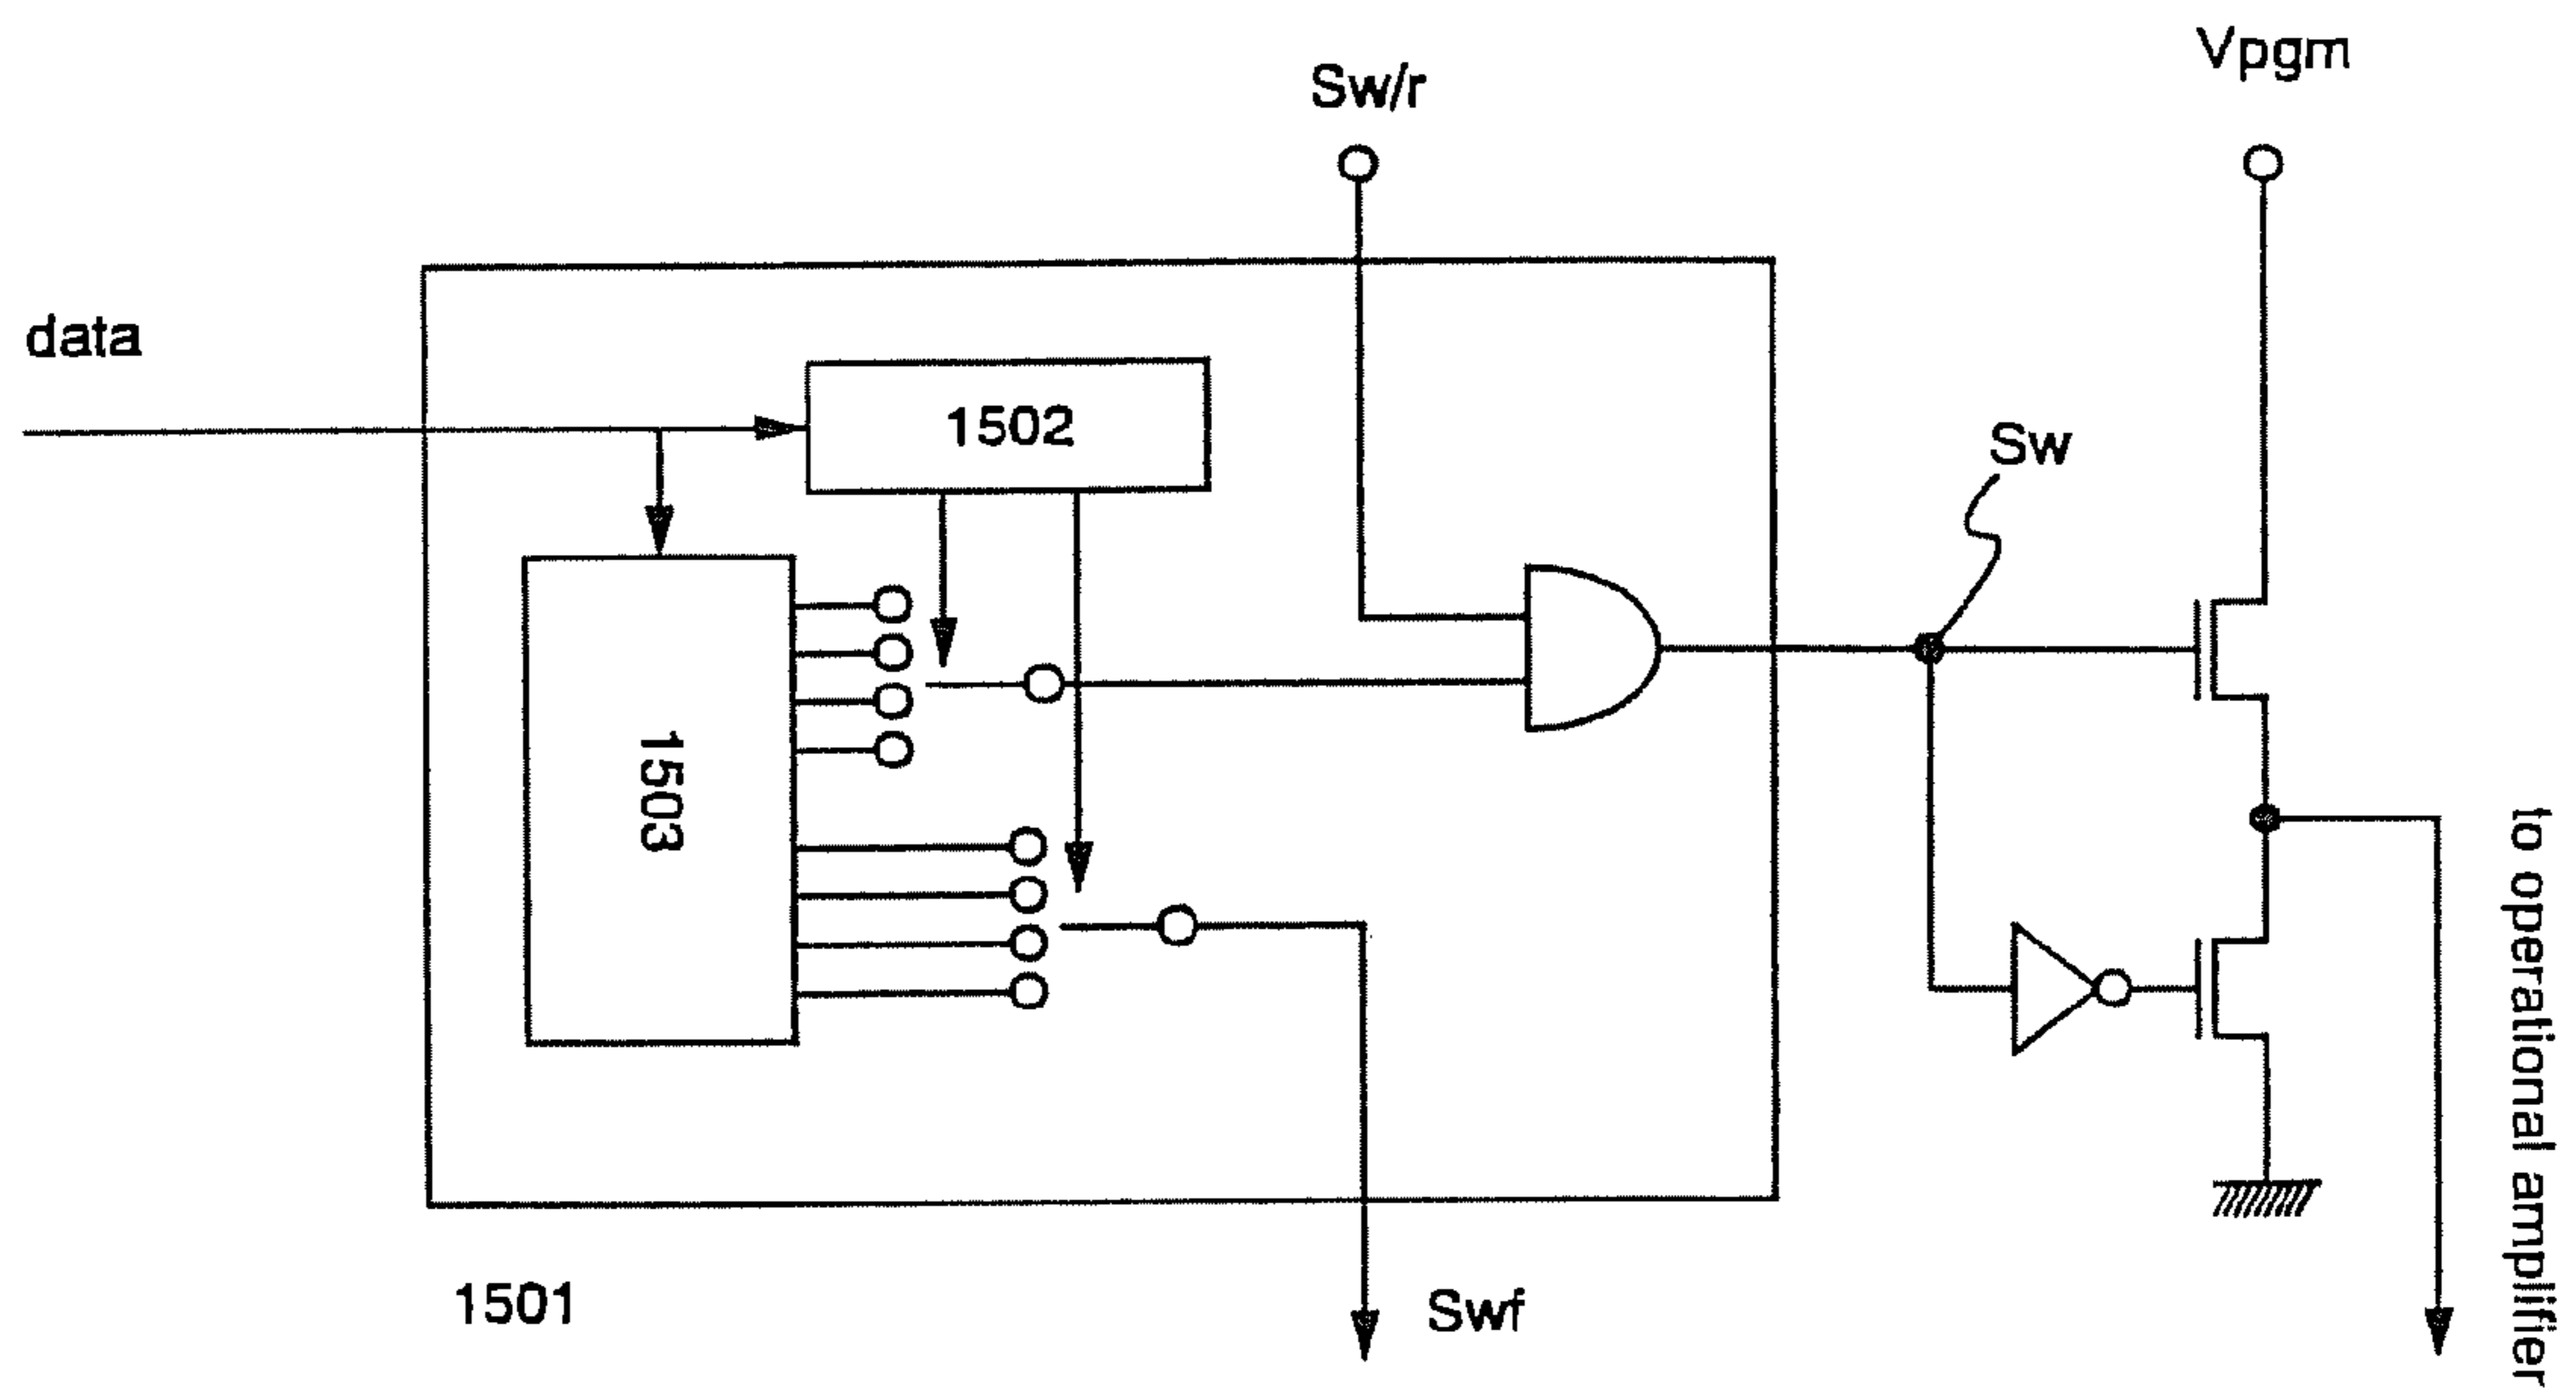 Vpgm
Sw/r
data
1502
Sw
1503
to operational amplifier
1501
Swf